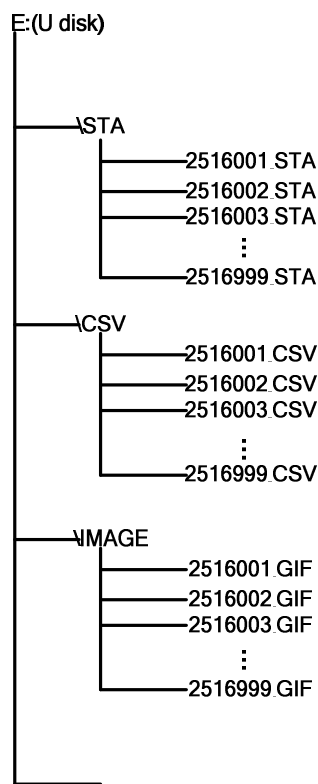 E:(U disk)
\STA
2516001.STA
2516002.STA
2516003.STA
⋮
2516999.STA
\CSV
2516001.CSV
2516002.CSV
2516003.CSV
⋮
2516999.CSV
\IMAGE
2516001.GIF
2516002.GIF
2516003.GIF
⋮
2516999.GIF